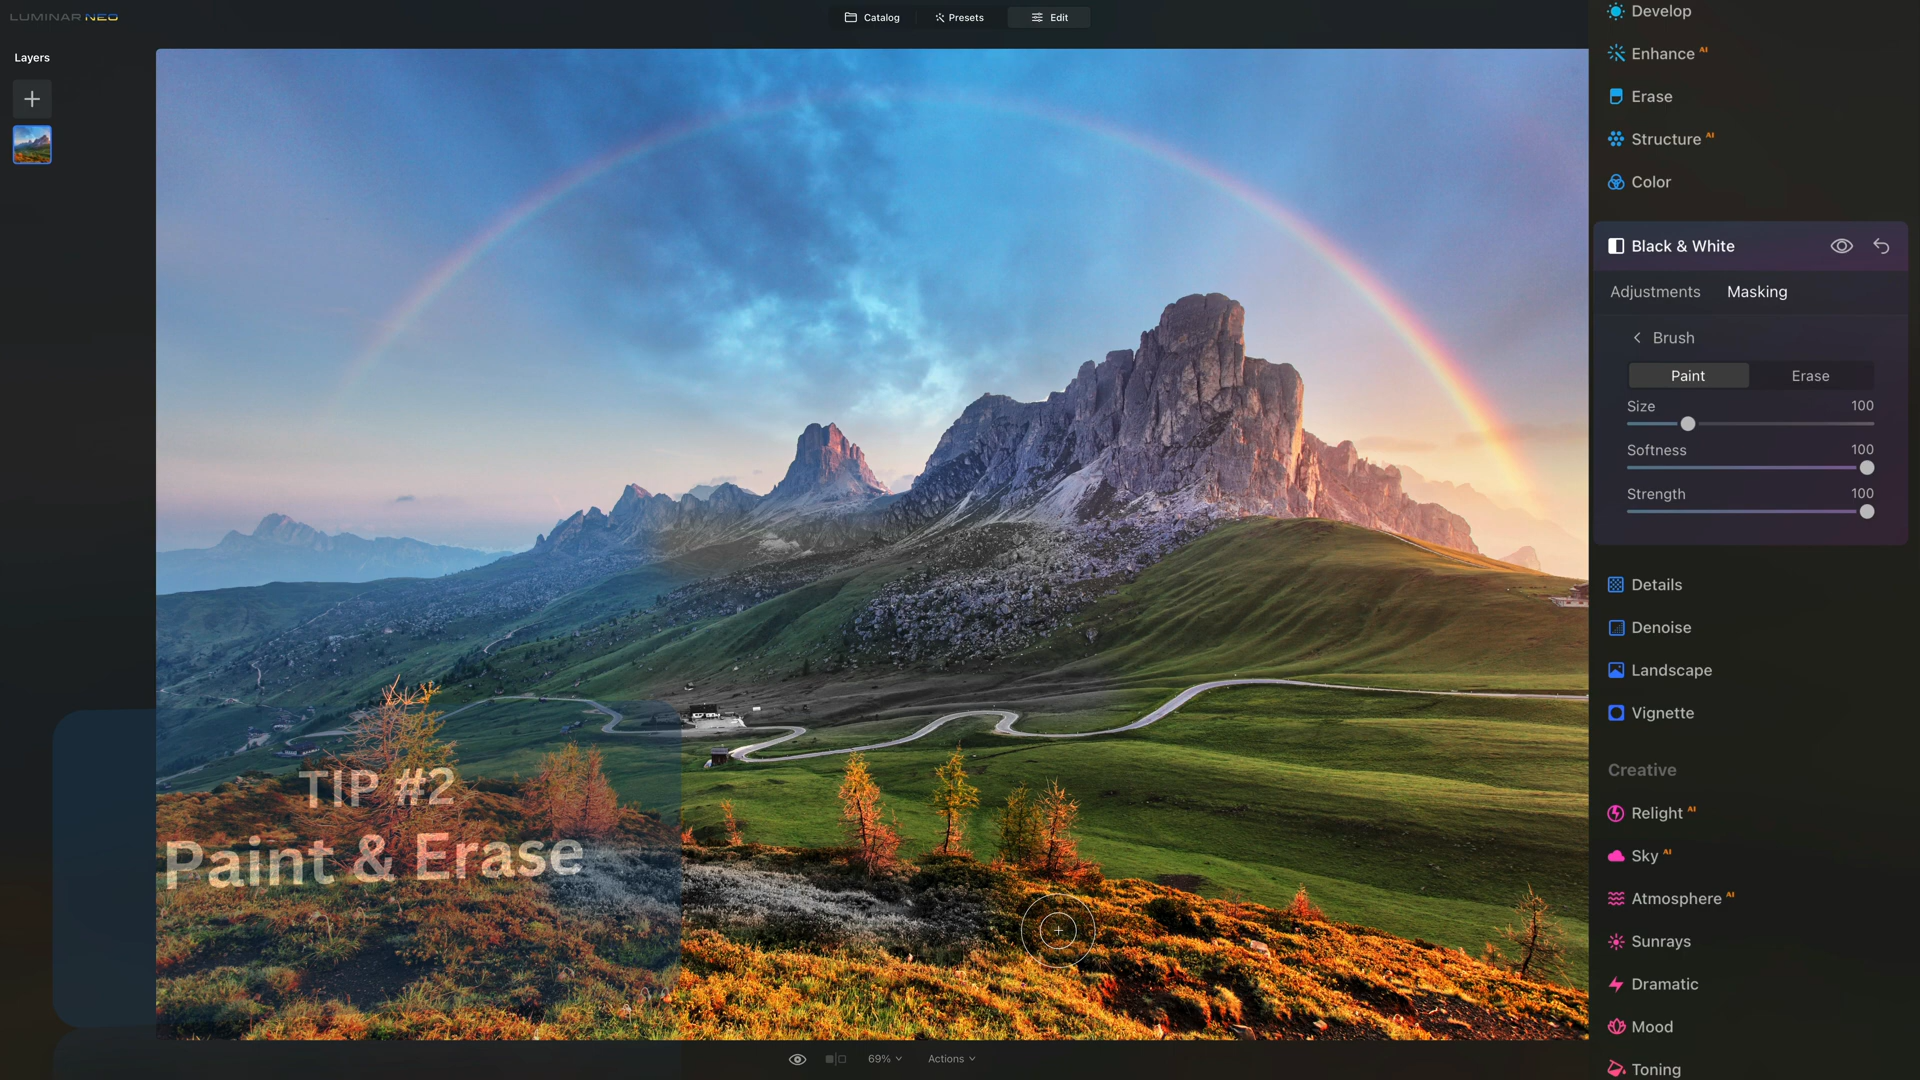 LUMINAR NEO
Catalog
Presets
Edit
Layers
Develop
Enhance AI
Erase
Structure AI
Color
Black & White
Adjustments
Masking
Brush
Paint
Erase
Size 100
Softness 100
Strength 100
Details
Denoise
Landscape
Vignette
Creative
Relight AI
Sky AI
Atmosphere AI
Sunrays
Dramatic
Mood
Toning
TIP #2
Paint & Erase
69%
Actions